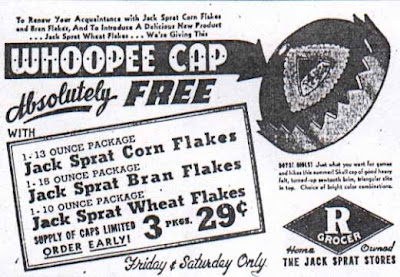 To Renew Your Acquaintance with Jack Sprat Corn Flakes
and Bran Flakes, And To Introduce A Delicious New Product
. . . Jack Sprat Wheat Flakes . . . We're Giving This
WHOOPEE CAP
Absolutely FREE
WITH
1 - 13 OUNCE PACKAGE
Jack Sprat Corn Flakes
1 - 15 OUNCE PACKAGE
Jack Sprat Bran Flakes
1 - 10 OUNCE PACKAGE
Jack Sprat Wheat Flakes
SUPPLY OF CAPS LIMITED
ORDER EARLY!
3 PKGS. 29¢
Friday & Saturday Only
BOYS! GIRLS! Just what you want for games
and hikes this summer! Skull cap of good heavy
felt, turned-up sawtooth brim, triangular slits
in top. Choice of bright color combinations.
R
GROCER
Home Owned
THE JACK SPRAT STORES